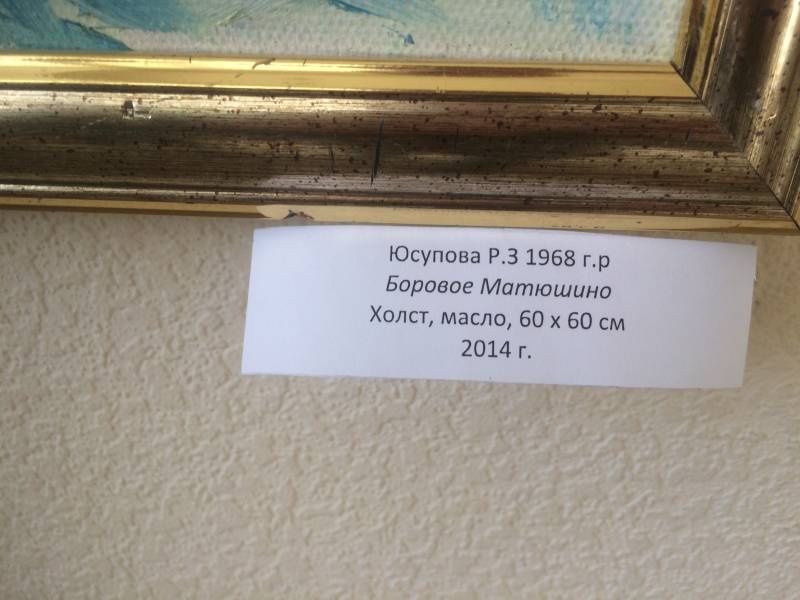 Юсупова Р.З 1968 г.р
Боровое Матюшино
Холст, масло, 60 х 60 см
2014 г.